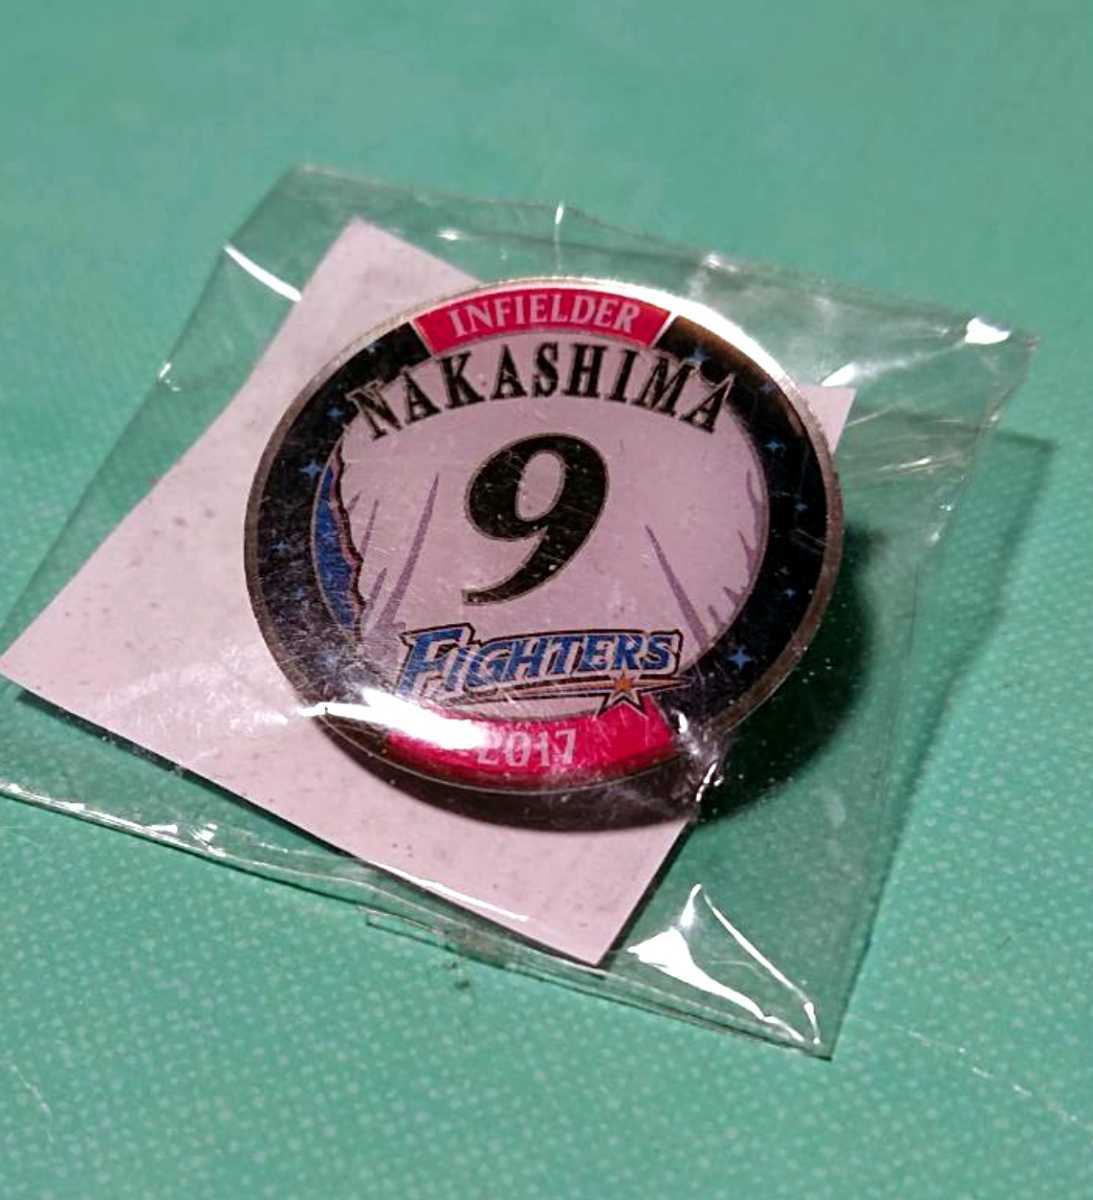 INFIELDER
NAKASHIMA
9
FIGHTERS
2017